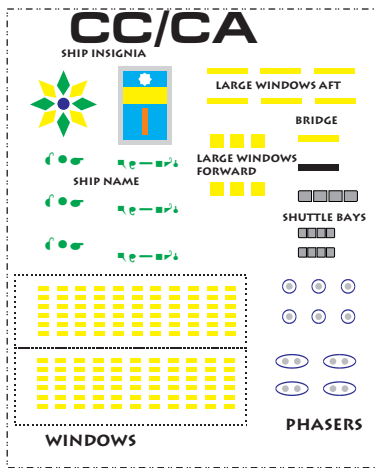 CC/CA
SHIP INSIGNIA
LARGE WINDOWS AFT
BRIDGE
LARGE WINDOWS
FORWARD
SHIP NAME
SHUTTLE BAYS
PHASERS
WINDOWS